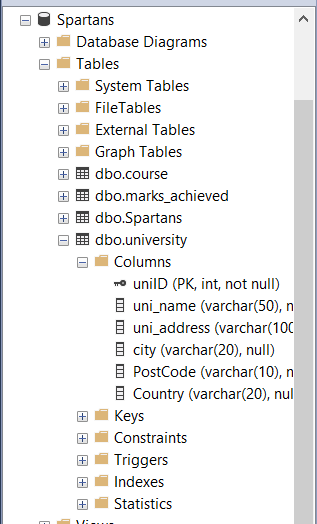 Spartans
Database Diagrams
Tables
System Tables
FileTables
External Tables
Graph Tables
dbo.course
dbo.marks_achieved
dbo.Spartans
dbo.university
Columns
uniID (PK, int, not null)
uni_name (varchar(50), n
uni_address (varchar(100
city (varchar(20), null)
PostCode (varchar(10), n
Country (varchar(20), nul
Keys
Constraints
Triggers
Indexes
Statistics
Views